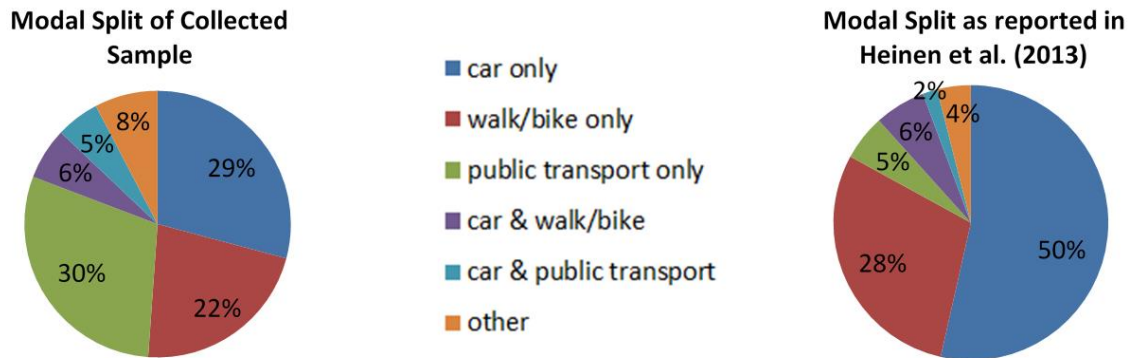 Modal Split of Collected
Sample
8%
5%
6%
29%
30%
22%
car only
walk/bike only
public transport only
car & walk/bike
car & public transport
other
Modal Split as reported in
Heinen et al. (2013)
2%
4%
6%
5%
28%
50%